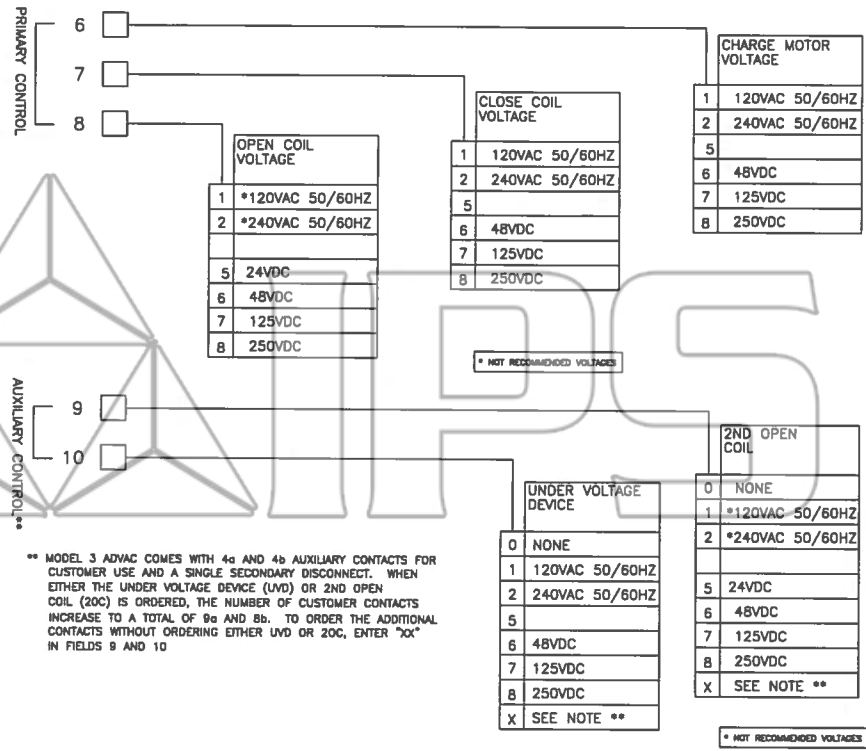 PRIMARY CONTROL
6
7
8
CHARGE MOTOR
VOLTAGE
1 120VAC 50/60HZ
2 240VAC 50/60HZ
5
6 48VDC
7 125VDC
8 250VDC
CLOSE COIL
VOLTAGE
1 120VAC 50/60HZ
2 240VAC 50/60HZ
5
6 48VDC
7 125VDC
8 250VDC
OPEN COIL
VOLTAGE
1 *120VAC 50/60HZ
2 *240VAC 50/60HZ
5 24VDC
6 48VDC
7 125VDC
8 250VDC
* NOT RECOMMENDED VOLTAGES
IPS
AUXILIARY CONTROL**
9
10
2ND OPEN
COIL
0 NONE
1 *120VAC 50/60HZ
2 *240VAC 50/60HZ
5 24VDC
6 48VDC
7 125VDC
8 250VDC
X SEE NOTE **
UNDER VOLTAGE
DEVICE
0 NONE
1 120VAC 50/60HZ
2 240VAC 50/60HZ
5
6 48VDC
7 125VDC
8 250VDC
X SEE NOTE **
** MODEL 3 ADVAC COMES WITH 4a AND 4b AUXILIARY CONTACTS FOR
CUSTOMER USE AND A SINGLE SECONDARY DISCONNECT. WHEN
EITHER THE UNDER VOLTAGE DEVICE (UVD) OR 2ND OPEN
COIL (2OC) IS ORDERED, THE NUMBER OF CUSTOMER CONTACTS
INCREASE TO A TOTAL OF 9a AND 8b. TO ORDER THE ADDITIONAL
CONTACTS WITHOUT ORDERING EITHER UVD OR 2OC, ENTER "XX"
IN FIELDS 9 AND 10
* NOT RECOMMENDED VOLTAGES